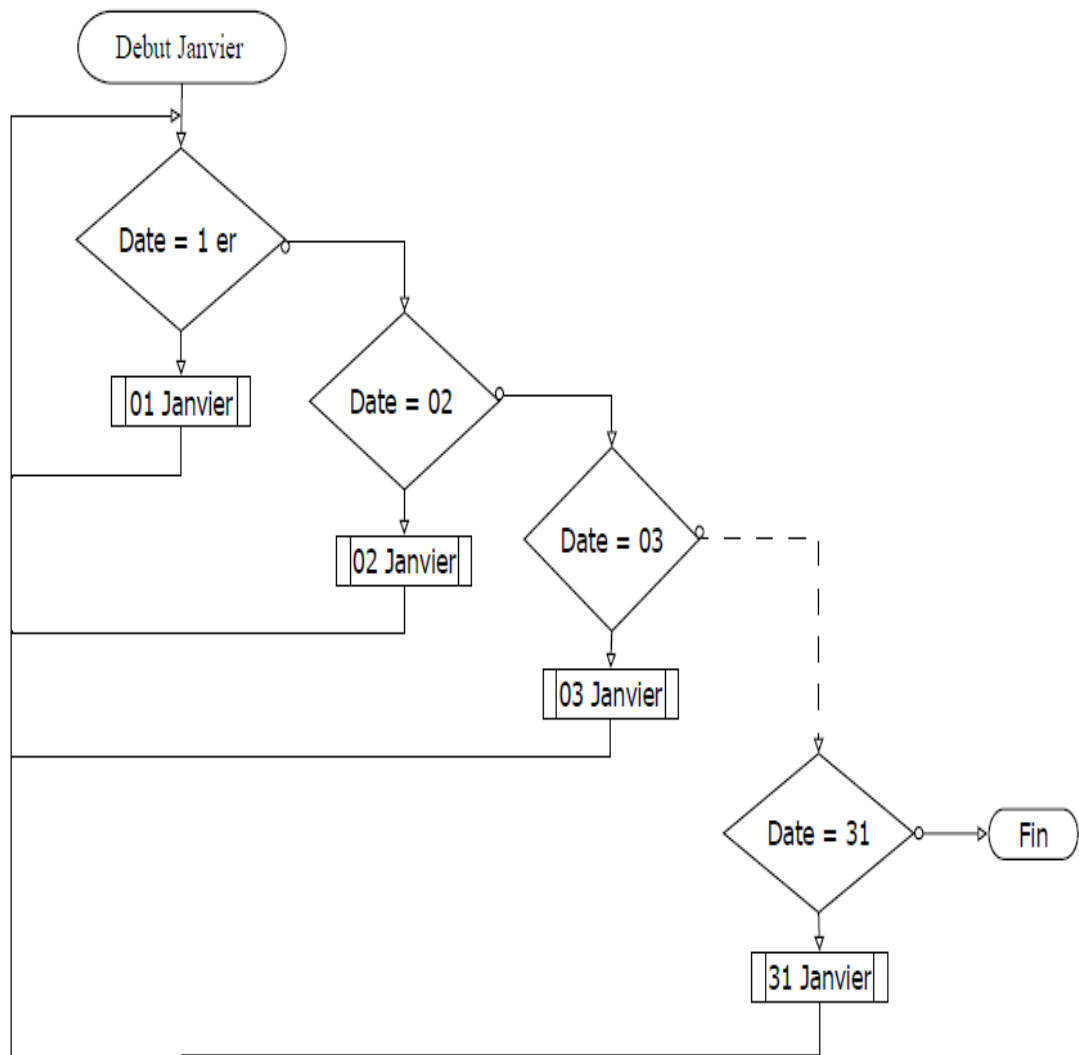 Debut Janvier
Date = 1 er
01 Janvier
Date = 02
02 Janvier
Date = 03
03 Janvier
Date = 31
Fin
31 Janvier